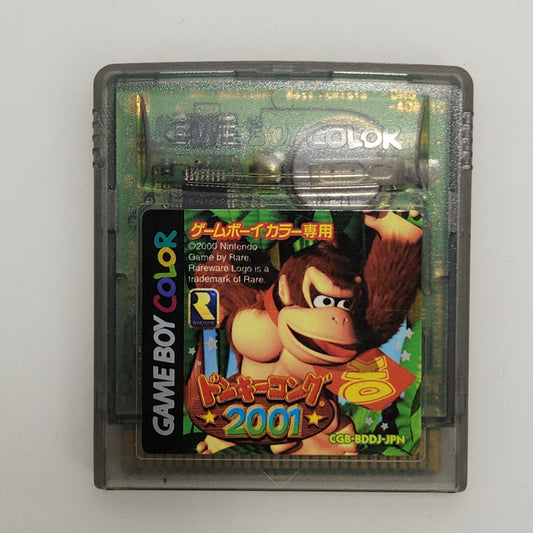 GAME BOY COLOR
GAME BOY COLOR
ゲームボーイカラー専用
©2000 Nintendo
Game by Rare.
Rareware Logo is a
trademark of Rare.
R
DK
ドンキーコング
2001
CGB-BDDJ-JPN